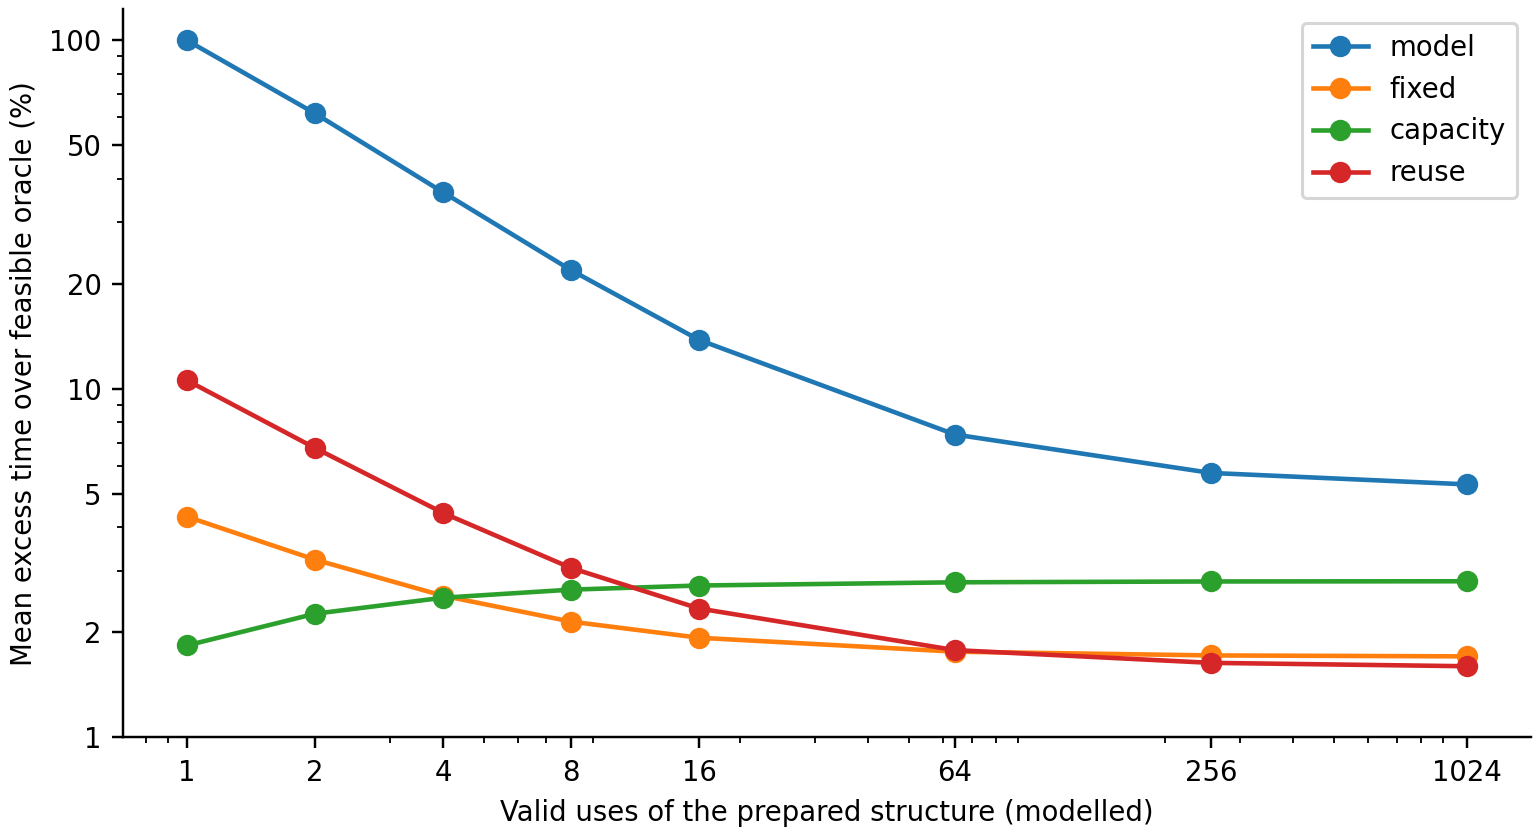 Mean excess time over feasible oracle (%)
100
50
20
10
5
2
1
1 2 4 8 16 64 256 1024
Valid uses of the prepared structure (modelled)
model
fixed
capacity
reuse